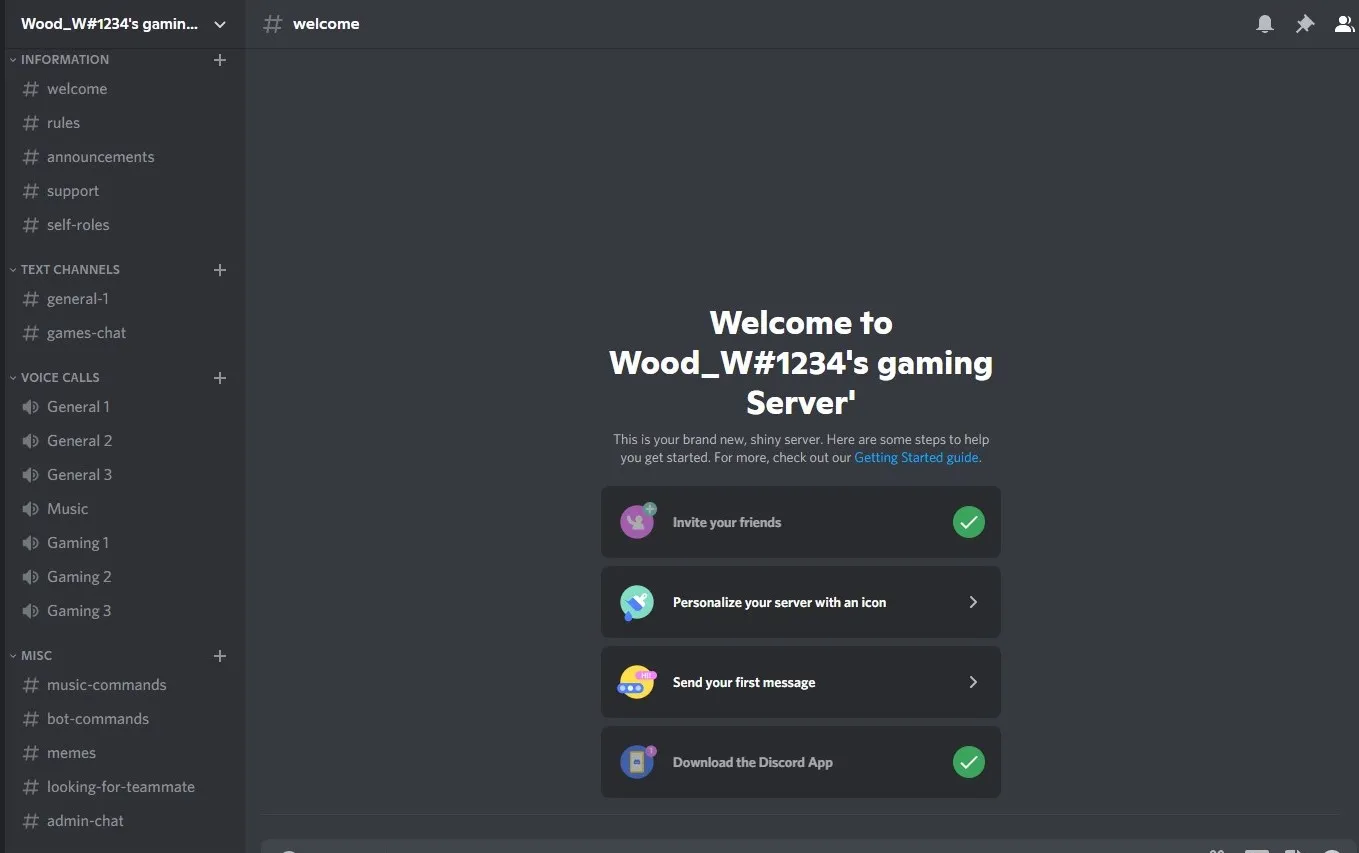 Wood_W#1234's gamin...
INFORMATION
welcome
rules
announcements
support
self-roles
TEXT CHANNELS
general-1
games-chat
VOICE CALLS
General 1
General 2
General 3
Music
Gaming 1
Gaming 2
Gaming 3
MISC
music-commands
bot-commands
memes
looking-for-teammate
admin-chat
# welcome
Welcome to
Wood_W#1234's gaming
Server'
This is your brand new, shiny server. Here are some steps to help
you get started. For more, check out our Getting Started guide.
Invite your friends
Personalize your server with an icon
Send your first message
Download the Discord App